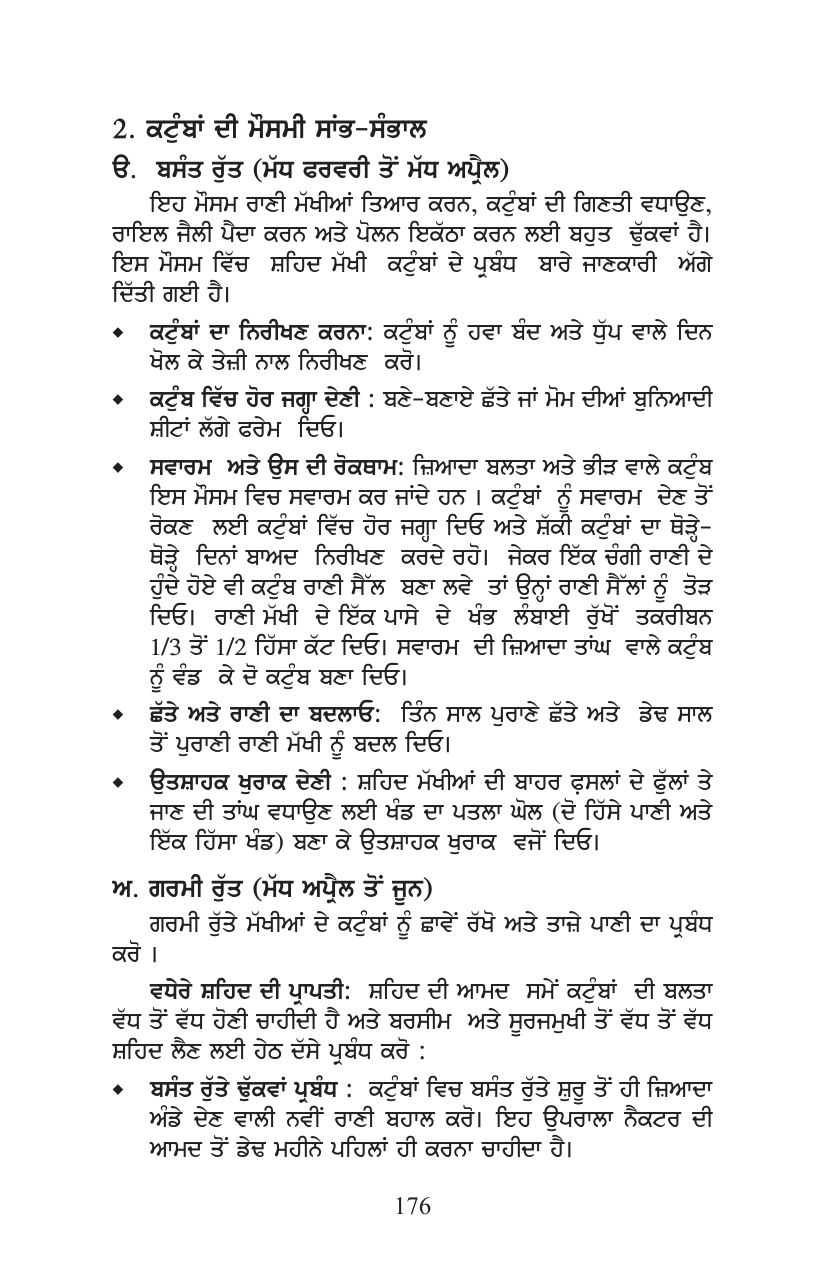 2. ਕਟੁੰਬਾਂ ਦੀ ਮੌਸਮੀ ਸਾਂਭ-ਸੰਭਾਲ
ੳ. ਬਸੰਤ ਰੁੱਤ (ਮੱਧ ਫਰਵਰੀ ਤੋਂ ਮੱਧ ਅਪ੍ਰੈਲ)
ਇਹ ਮੌਸਮ ਰਾਣੀ ਮੱਖੀਆਂ ਤਿਆਰ ਕਰਨ, ਕਟੁੰਬਾਂ ਦੀ ਗਿਣਤੀ ਵਧਾਉਣ,
ਰਾਇਲ ਜੈਲੀ ਪੈਦਾ ਕਰਨ ਅਤੇ ਪੋਲਨ ਇਕੱਠਾ ਕਰਨ ਲਈ ਬਹੁਤ ਢੁੱਕਵਾਂ ਹੈ।
ਇਸ ਮੌਸਮ ਵਿੱਚ ਸ਼ਹਿਦ ਮੱਖੀ ਕਟੁੰਬਾਂ ਦੇ ਪ੍ਰਬੰਧ ਬਾਰੇ ਜਾਣਕਾਰੀ ਅੱਗੇ
ਦਿੱਤੀ ਗਈ ਹੈ।
◆ ਕਟੁੰਬਾਂ ਦਾ ਨਿਰੀਖਣ ਕਰਨਾ: ਕਟੁੰਬਾਂ ਨੂੰ ਹਵਾ ਬੰਦ ਅਤੇ ਧੁੱਪ ਵਾਲੇ ਦਿਨ
ਖੋਲ ਕੇ ਤੇਜ਼ੀ ਨਾਲ ਨਿਰੀਖਣ ਕਰੋ।
◆ ਕਟੁੰਬ ਵਿੱਚ ਹੋਰ ਜਗ੍ਹਾ ਦੇਣੀ : ਬਣੇ-ਬਣਾਏ ਛੱਤੇ ਜਾਂ ਮੋਮ ਦੀਆਂ ਬੁਨਿਆਦੀ
ਸ਼ੀਟਾਂ ਲੱਗੇ ਫਰੇਮ ਦਿਓ।
◆ ਸਵਾਰਮ ਅਤੇ ਉਸ ਦੀ ਰੋਕਥਾਮ: ਜ਼ਿਆਦਾ ਬਲਤਾ ਅਤੇ ਭੀੜ ਵਾਲੇ ਕਟੁੰਬ
ਇਸ ਮੌਸਮ ਵਿਚ ਸਵਾਰਮ ਕਰ ਜਾਂਦੇ ਹਨ । ਕਟੁੰਬਾਂ ਨੂੰ ਸਵਾਰਮ ਦੇਣ ਤੋਂ
ਰੋਕਣ ਲਈ ਕਟੁੰਬਾਂ ਵਿੱਚ ਹੋਰ ਜਗ੍ਹਾ ਦਿਓ ਅਤੇ ਸ਼ੱਕੀ ਕਟੁੰਬਾਂ ਦਾ ਥੋੜ੍ਹੇ-
ਥੋੜ੍ਹੇ ਦਿਨਾਂ ਬਾਅਦ ਨਿਰੀਖਣ ਕਰਦੇ ਰਹੋ। ਜੇਕਰ ਇੱਕ ਚੰਗੀ ਰਾਣੀ ਦੇ
ਹੁੰਦੇ ਹੋਏ ਵੀ ਕਟੁੰਬ ਰਾਣੀ ਸੈੱਲ ਬਣਾ ਲਵੇ ਤਾਂ ਉਨ੍ਹਾਂ ਰਾਣੀ ਸੈੱਲਾਂ ਨੂੰ ਤੋੜ
ਦਿਓ। ਰਾਣੀ ਮੱਖੀ ਦੇ ਇੱਕ ਪਾਸੇ ਦੇ ਖੰਭ ਲੰਬਾਈ ਰੁੱਖੋਂ ਤਕਰੀਬਨ
1/3 ਤੋਂ 1/2 ਹਿੱਸਾ ਕੱਟ ਦਿਓ। ਸਵਾਰਮ ਦੀ ਜ਼ਿਆਦਾ ਤਾਂਘ ਵਾਲੇ ਕਟੁੰਬ
ਨੂੰ ਵੰਡ ਕੇ ਦੋ ਕਟੁੰਬ ਬਣਾ ਦਿਓ।
◆ ਛੱਤੇ ਅਤੇ ਰਾਣੀ ਦਾ ਬਦਲਾਓ: ਤਿੰਨ ਸਾਲ ਪੁਰਾਣੇ ਛੱਤੇ ਅਤੇ ਡੇਢ ਸਾਲ
ਤੋਂ ਪੁਰਾਣੀ ਰਾਣੀ ਮੱਖੀ ਨੂੰ ਬਦਲ ਦਿਓ।
◆ ਉਤਸ਼ਾਹਕ ਖੁਰਾਕ ਦੇਣੀ : ਸ਼ਹਿਦ ਮੱਖੀਆਂ ਦੀ ਬਾਹਰ ਫ਼ਸਲਾਂ ਦੇ ਫੁੱਲਾਂ ਤੇ
ਜਾਣ ਦੀ ਤਾਂਘ ਵਧਾਉਣ ਲਈ ਖੰਡ ਦਾ ਪਤਲਾ ਘੋਲ (ਦੋ ਹਿੱਸੇ ਪਾਣੀ ਅਤੇ
ਇੱਕ ਹਿੱਸਾ ਖੰਡ) ਬਣਾ ਕੇ ਉਤਸ਼ਾਹਕ ਖੁਰਾਕ ਵਜੋਂ ਦਿਓ।
ਅ. ਗਰਮੀ ਰੁੱਤ (ਮੱਧ ਅਪ੍ਰੈਲ ਤੋਂ ਜੂਨ)
ਗਰਮੀ ਰੁੱਤੇ ਮੱਖੀਆਂ ਦੇ ਕਟੁੰਬਾਂ ਨੂੰ ਛਾਵੇਂ ਰੱਖੋ ਅਤੇ ਤਾਜ਼ੇ ਪਾਣੀ ਦਾ ਪ੍ਰਬੰਧ
ਕਰੋ ।
ਵਧੇਰੇ ਸ਼ਹਿਦ ਦੀ ਪ੍ਰਾਪਤੀ: ਸ਼ਹਿਦ ਦੀ ਆਮਦ ਸਮੇਂ ਕਟੁੰਬਾਂ ਦੀ ਬਲਤਾ
ਵੱਧ ਤੋਂ ਵੱਧ ਹੋਣੀ ਚਾਹੀਦੀ ਹੈ ਅਤੇ ਬਰਸੀਮ ਅਤੇ ਸੂਰਜਮੁਖੀ ਤੋਂ ਵੱਧ ਤੋਂ ਵੱਧ
ਸ਼ਹਿਦ ਲੈਣ ਲਈ ਹੇਠ ਦੱਸੇ ਪ੍ਰਬੰਧ ਕਰੋ :
◆ ਬਸੰਤ ਰੁੱਤੇ ਢੁੱਕਵਾਂ ਪ੍ਰਬੰਧ : ਕਟੁੰਬਾਂ ਵਿਚ ਬਸੰਤ ਰੁੱਤੇ ਸ਼ੁਰੂ ਤੋਂ ਹੀ ਜ਼ਿਆਦਾ
ਅੰਡੇ ਦੇਣ ਵਾਲੀ ਨਵੀਂ ਰਾਣੀ ਬਹਾਲ ਕਰੋ। ਇਹ ਉਪਰਾਲਾ ਨੈਕਟਰ ਦੀ
ਆਮਦ ਤੋਂ ਡੇਢ ਮਹੀਨੇ ਪਹਿਲਾਂ ਹੀ ਕਰਨਾ ਚਾਹੀਦਾ ਹੈ।
176